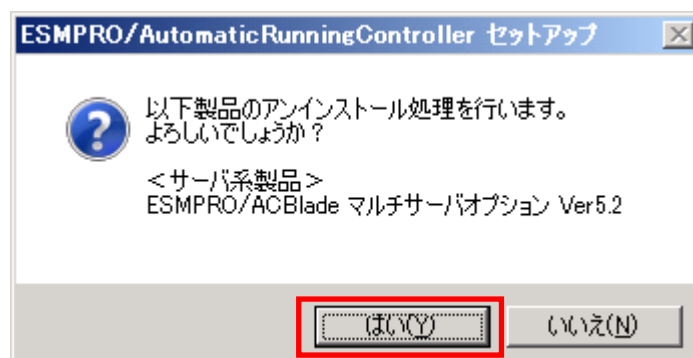 ESMPRO/AutomaticRunningController セットアップ
以下製品のアンインストール処理を行います。
よろしいでしょうか？
＜サーバ系製品＞
ESMPRO/ACBlade マルチサーバオプション Ver5.2
はい(Y)
いいえ(N)